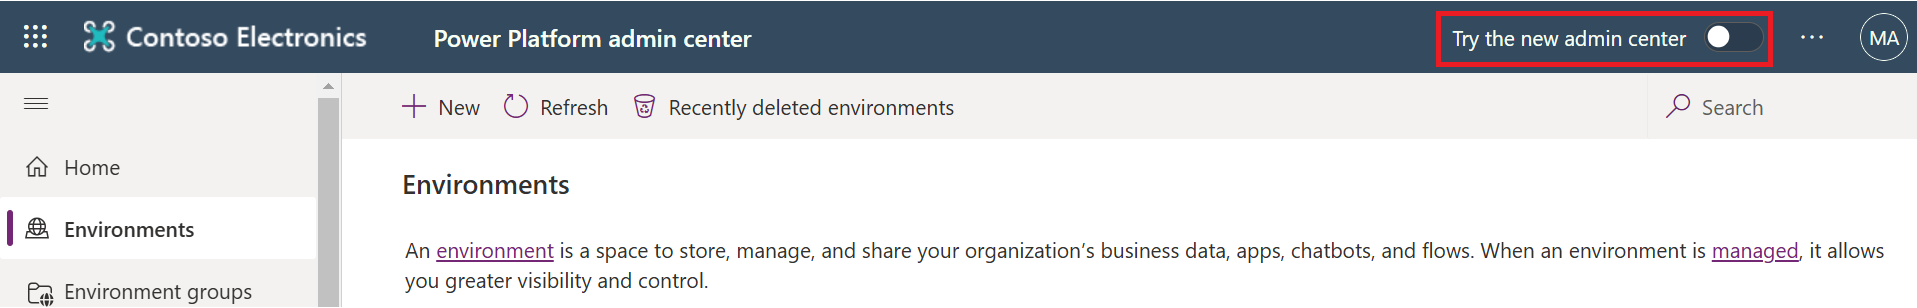 Contoso Electronics
Power Platform admin center
Try the new admin center
MA
New
Refresh
Recently deleted environments
Search
Home
Environments
Environment groups
Environments
An environment is a space to store, manage, and share your organization's business data, apps, chatbots, and flows. When an environment is managed, it allows
you greater visibility and control.